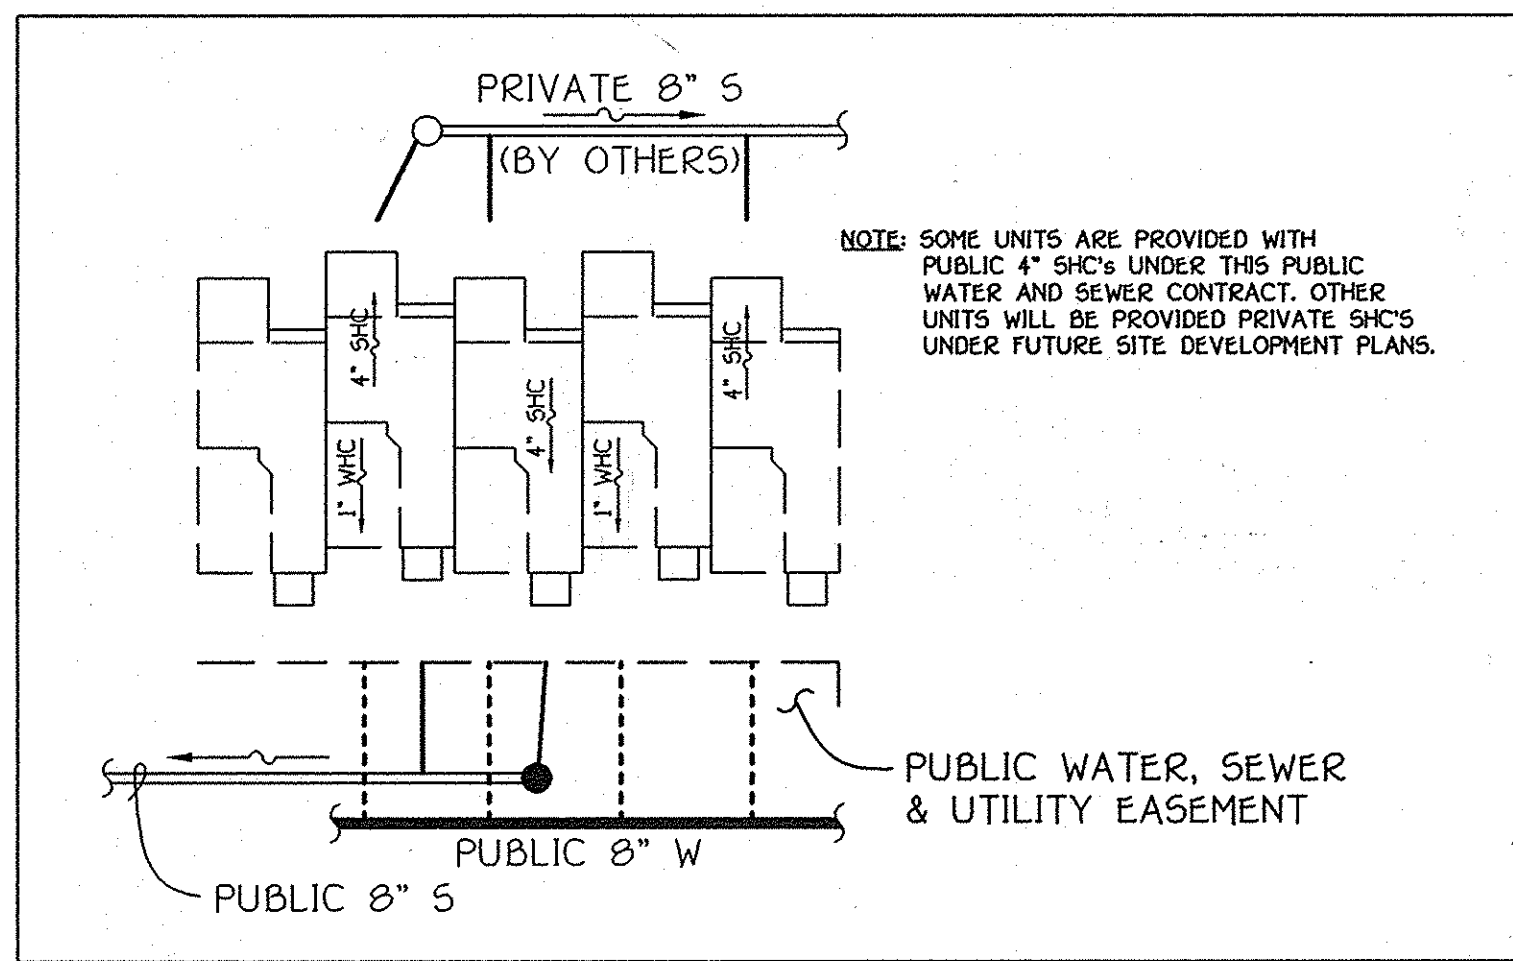 PRIVATE 8" S
(BY OTHERS)
NOTE: SOME UNITS ARE PROVIDED WITH
PUBLIC 4" SHC's UNDER THIS PUBLIC
WATER AND SEWER CONTRACT. OTHER
UNITS WILL BE PROVIDED PRIVATE SHC'S
UNDER FUTURE SITE DEVELOPMENT PLANS.
4" SHC
4" SHC
4" SHC
1" WHC
1" WHC
PUBLIC WATER, SEWER
& UTILITY EASEMENT
PUBLIC 8" W
PUBLIC 8" S